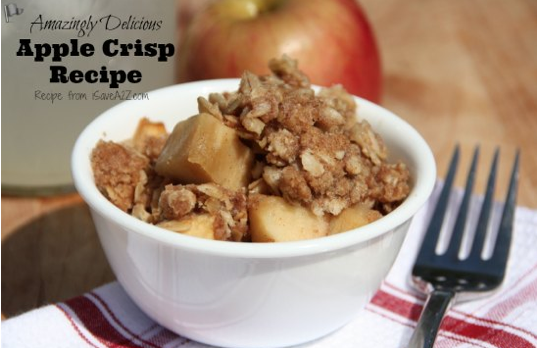 Amazingly Delicious
Apple Crisp
Recipe
Recipe from iSaveA2Z.com